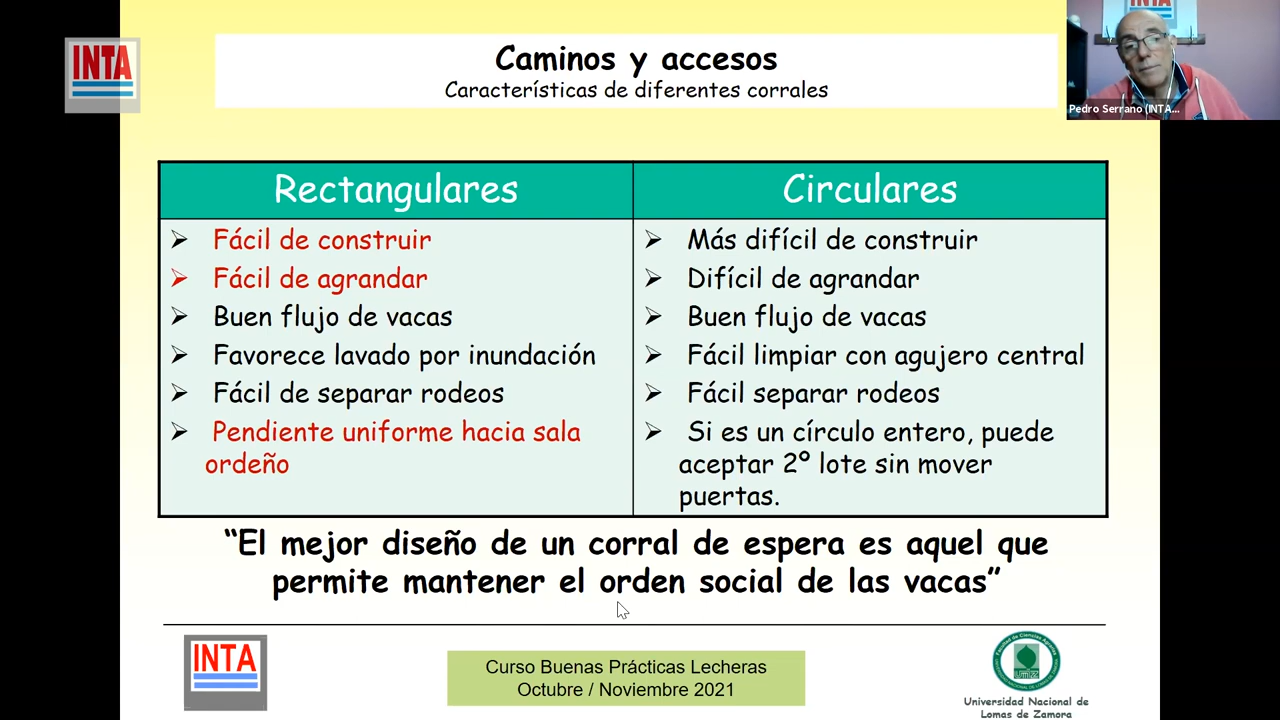 INTA
Caminos y accesos
Características de diferentes corrales
Pedro Serrano (INTA...
Rectangulares
Circulares
Fácil de construir
Fácil de agrandar
Buen flujo de vacas
Favorece lavado por inundación
Fácil de separar rodeos
Pendiente uniforme hacia sala
ordeño
Más difícil de construir
Difícil de agrandar
Buen flujo de vacas
Fácil limpiar con agujero central
Fácil separar rodeos
Si es un círculo entero, puede
aceptar 2º lote sin mover
puertas.
“El mejor diseño de un corral de espera es aquel que
permite mantener el orden social de las vacas”
INTA
Curso Buenas Prácticas Lecheras
Octubre / Noviembre 2021
Universidad Nacional de
Lomas de Zamora